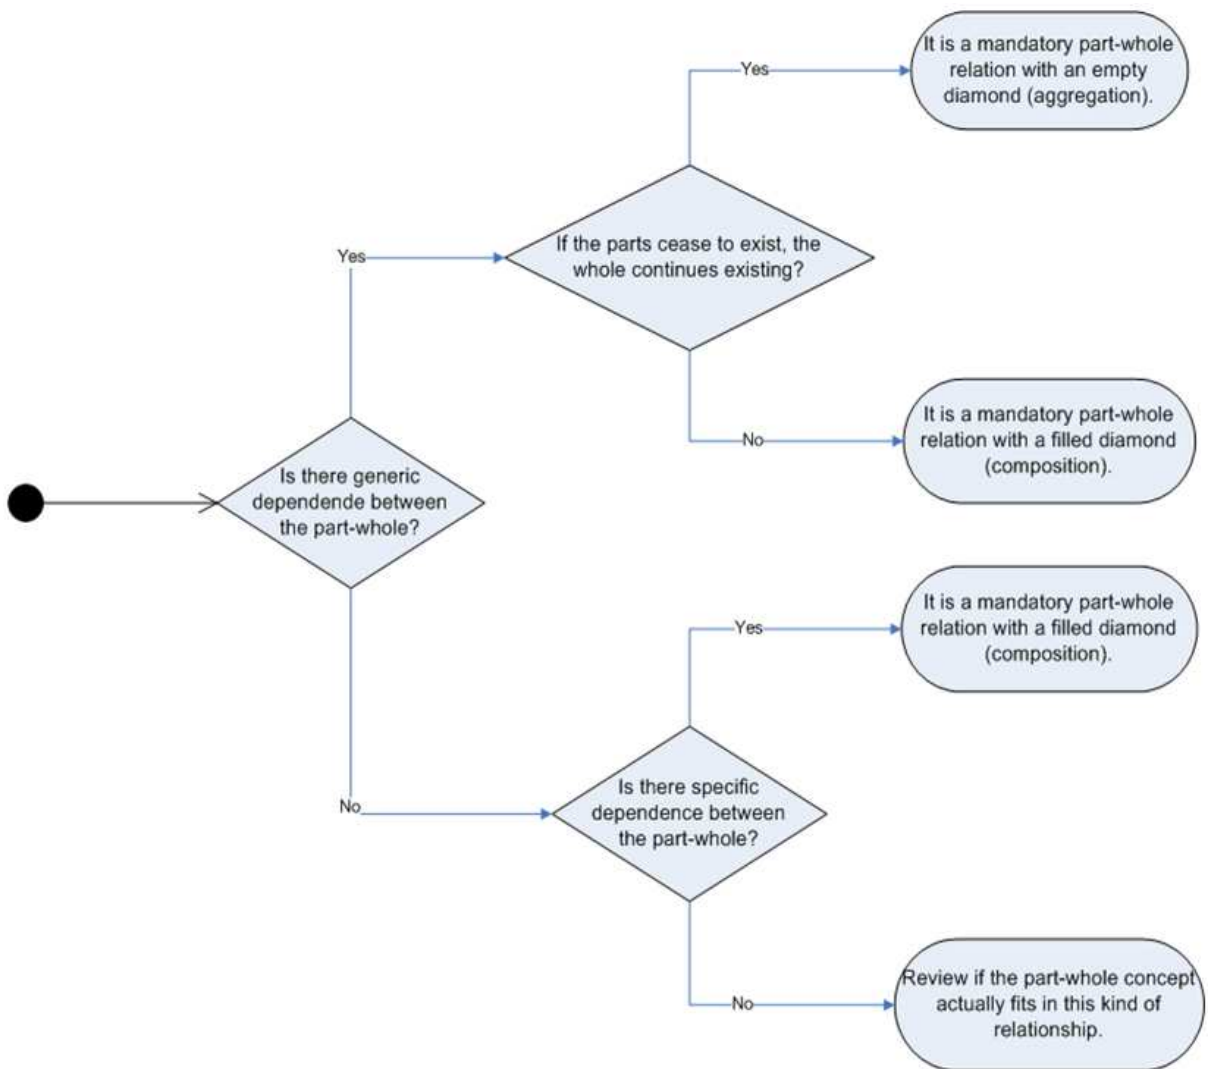 It is a mandatory part-whole
relation with an empty
diamond (aggregation).
Yes
If the parts cease to exist, the
whole continues existing?
Yes
It is a mandatory part-whole
relation with a filled diamond
(composition).
No
Is there generic
dependende between
the part-whole?
It is a mandatory part-whole
relation with a filled diamond
(composition).
Yes
Is there specific
dependence between
the part-whole?
No
Review if the part-whole concept
actually fits in this kind of
relationship.
No